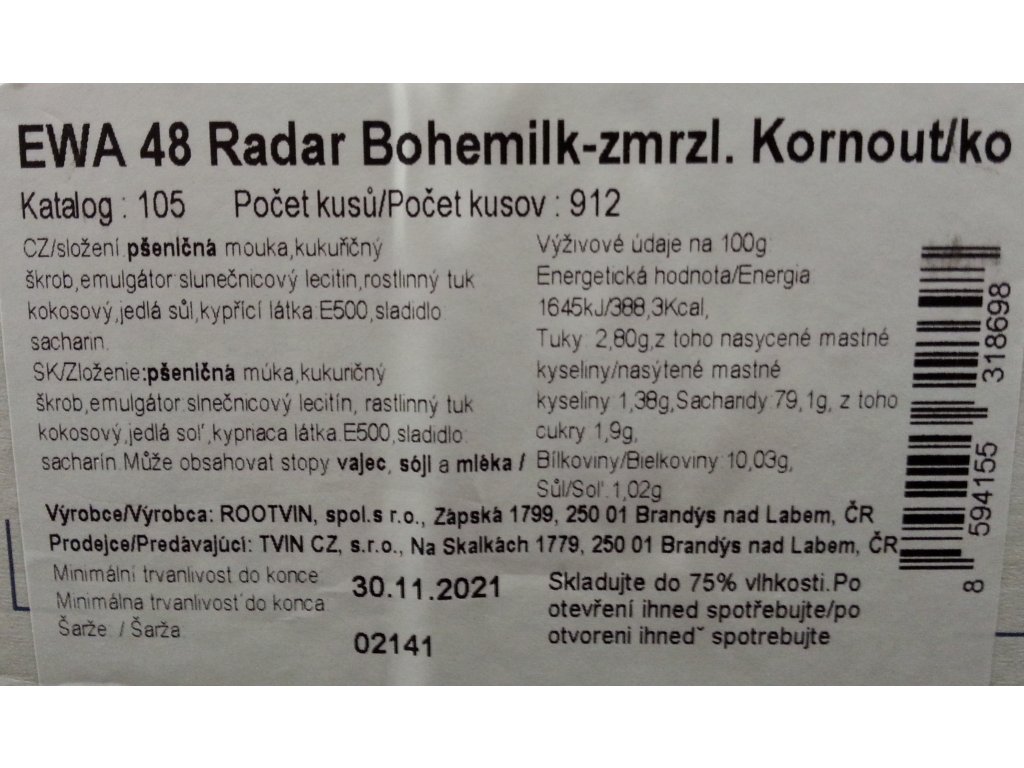 EWA 48 Radar Bohemilk-zmrzl. Kornout/ko
Katalog : 105 Počet kusů/Počet kusov : 912
CZ/složení:pšeničná mouka,kukuřičný
škrob,emulgátor:slunečnicový lecitin,rostlinný tuk
kokosový,jedlá sůl,kypřící látka:E500,sladidlo
sacharin.
SK/Zloženie:pšeničná múka,kukuričný
škrob,emulgátor:slnečnicový lecitín, rastlinný tuk
kokosový,jedlá sol',kypnaca látka:E500,sladidlo:
sacharín.Může obsahovat stopy vajec, sóji a mléka /
Výživové údaje na 100g:
Energetická hodnota/Energia
1645kJ/388,3Kcal,
Tuky: 2,80g,z toho nasycené mastné
kyseliny/nasýtené mastné
kyseliny 1,38g,Sacharidy:79,1g, z toho
cukry 1,9g,
Bílkoviny/Bielkoviny:10,03g,
Sůl/Sol':1,02g
Výrobce/Výrobca: ROOTVIN, spol.s r.o., Zápská 1799, 250 01 Brandýs nad Labem, ČR
Prodejce/Predávajúci: TVIN CZ, s.r.o., Na Skalkách 1779, 250 01 Brandýs nad Labem, ČR
Minimální trvanlivost do konce
Minimálna trvanlivosť do konca
30.11.2021
Šarže: / Šarža:
02141
Skladujte do 75% vlhkosti.Po
otevření ihned spotřebujte/po
otvoreni ihneďˇ spotrebujte
8 594155 318698